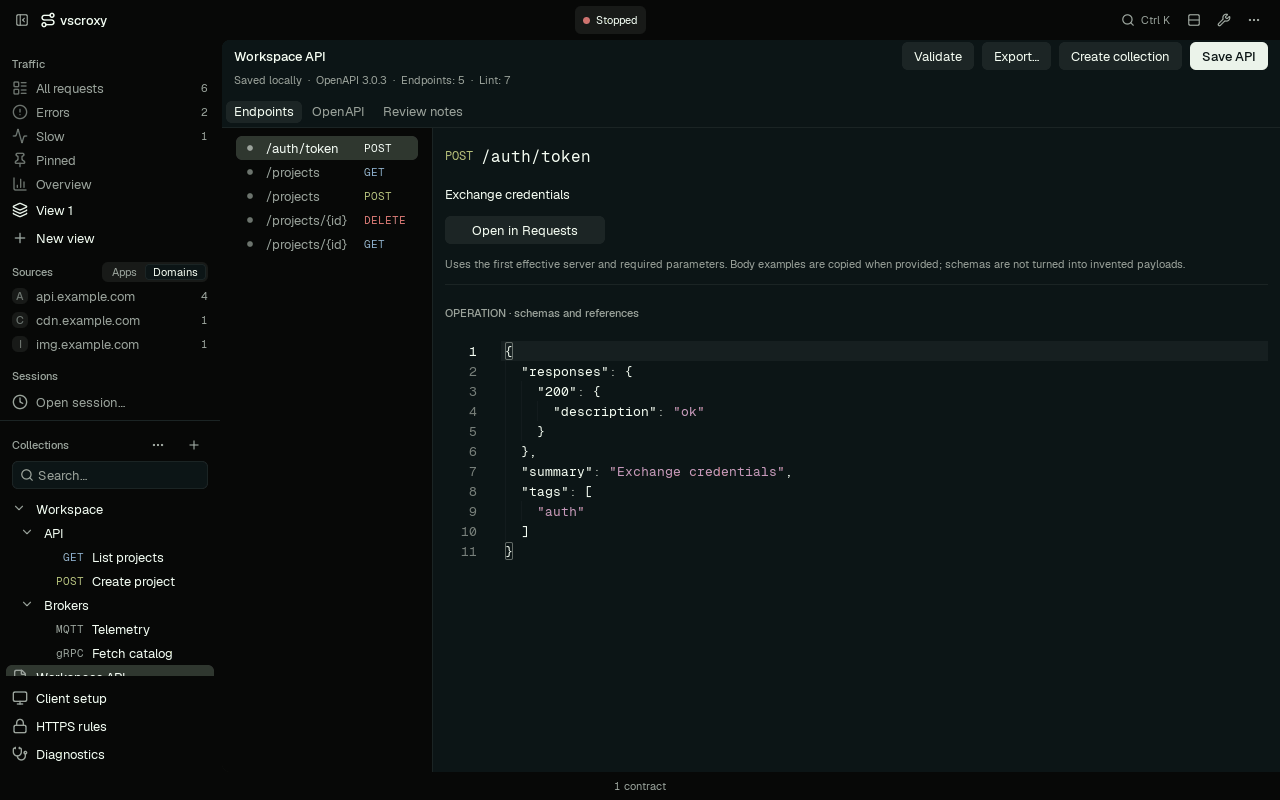 vscroxy
Stopped
Ctrl K
Traffic
All requests 6
Errors 2
Slow 1
Pinned
Overview
View 1
New view
Sources Apps Domains
A api.example.com 4
C cdn.example.com 1
I img.example.com 1
Sessions
Open session...
Collections
Search...
Workspace
API
GET List projects
POST Create project
Brokers
MQTT Telemetry
gRPC Fetch catalog
Workspace API
Client setup
HTTPS rules
Diagnostics
Workspace API
Validate Export... Create collection Save API
Saved locally · OpenAPI 3.0.3 · Endpoints: 5 · Lint: 7
Endpoints OpenAPI Review notes
/auth/token POST
/projects GET
/projects POST
/projects/{id} DELETE
/projects/{id} GET
POST /auth/token
Exchange credentials
Open in Requests
Uses the first effective server and required parameters. Body examples are copied when provided; schemas are not turned into invented payloads.
OPERATION · schemas and references
1 {
2 "responses": {
3 "200": {
4 "description": "ok"
5 }
6 },
7 "summary": "Exchange credentials",
8 "tags": [
9 "auth"
10 ]
11 }
1 contract